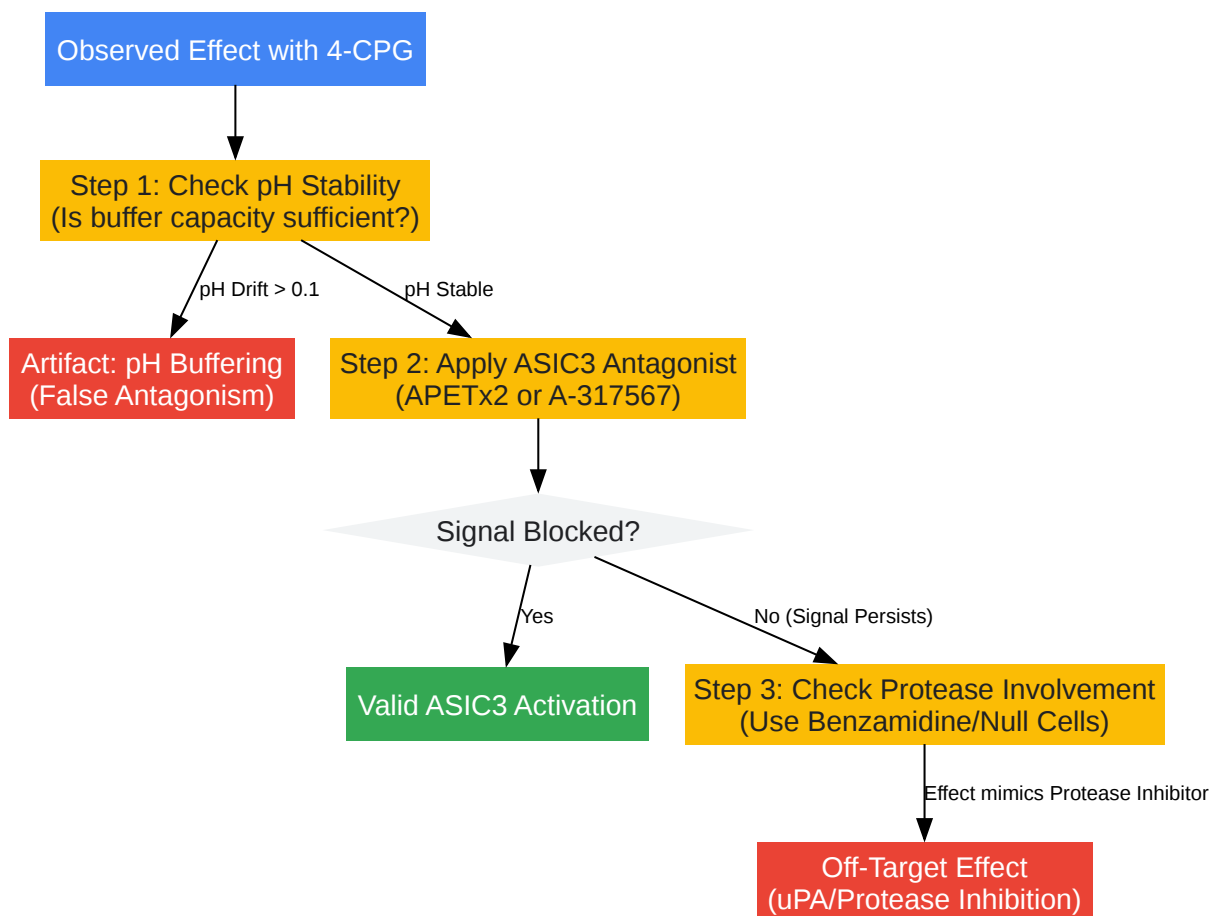 Observed Effect with 4-CPG
Step 1: Check pH Stability
(Is buffer capacity sufficient?)
pH Drift > 0.1
pH Stable
Artifact: pH Buffering
(False Antagonism)
Step 2: Apply ASIC3 Antagonist
(APETx2 or A-317567)
Signal Blocked?
Yes
No (Signal Persists)
Valid ASIC3 Activation
Step 3: Check Protease Involvement
(Use Benzamidine/Null Cells)
Effect mimics Protease Inhibitor
Off-Target Effect
(uPA/Protease Inhibition)